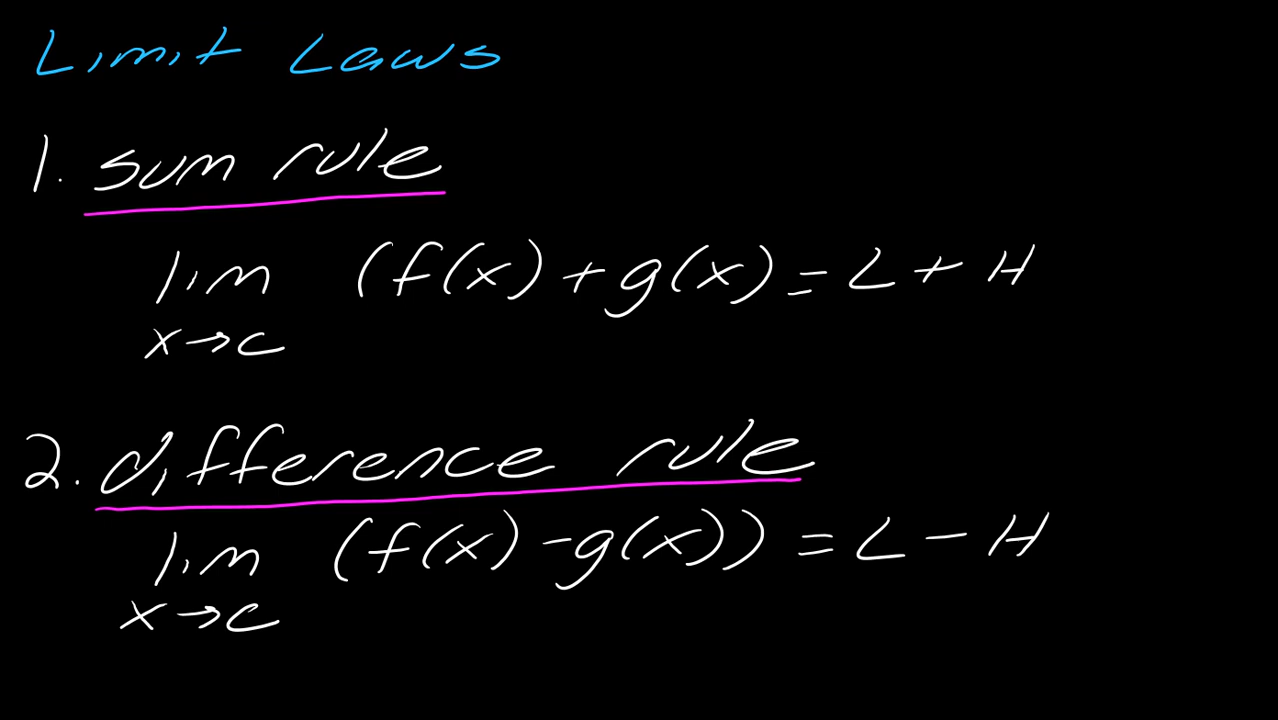 Limit Laws
1. sum rule
lim (f(x) + g(x) = L + H
x→c
2. difference rule
lim (f(x) - g(x)) = L - H
x→c